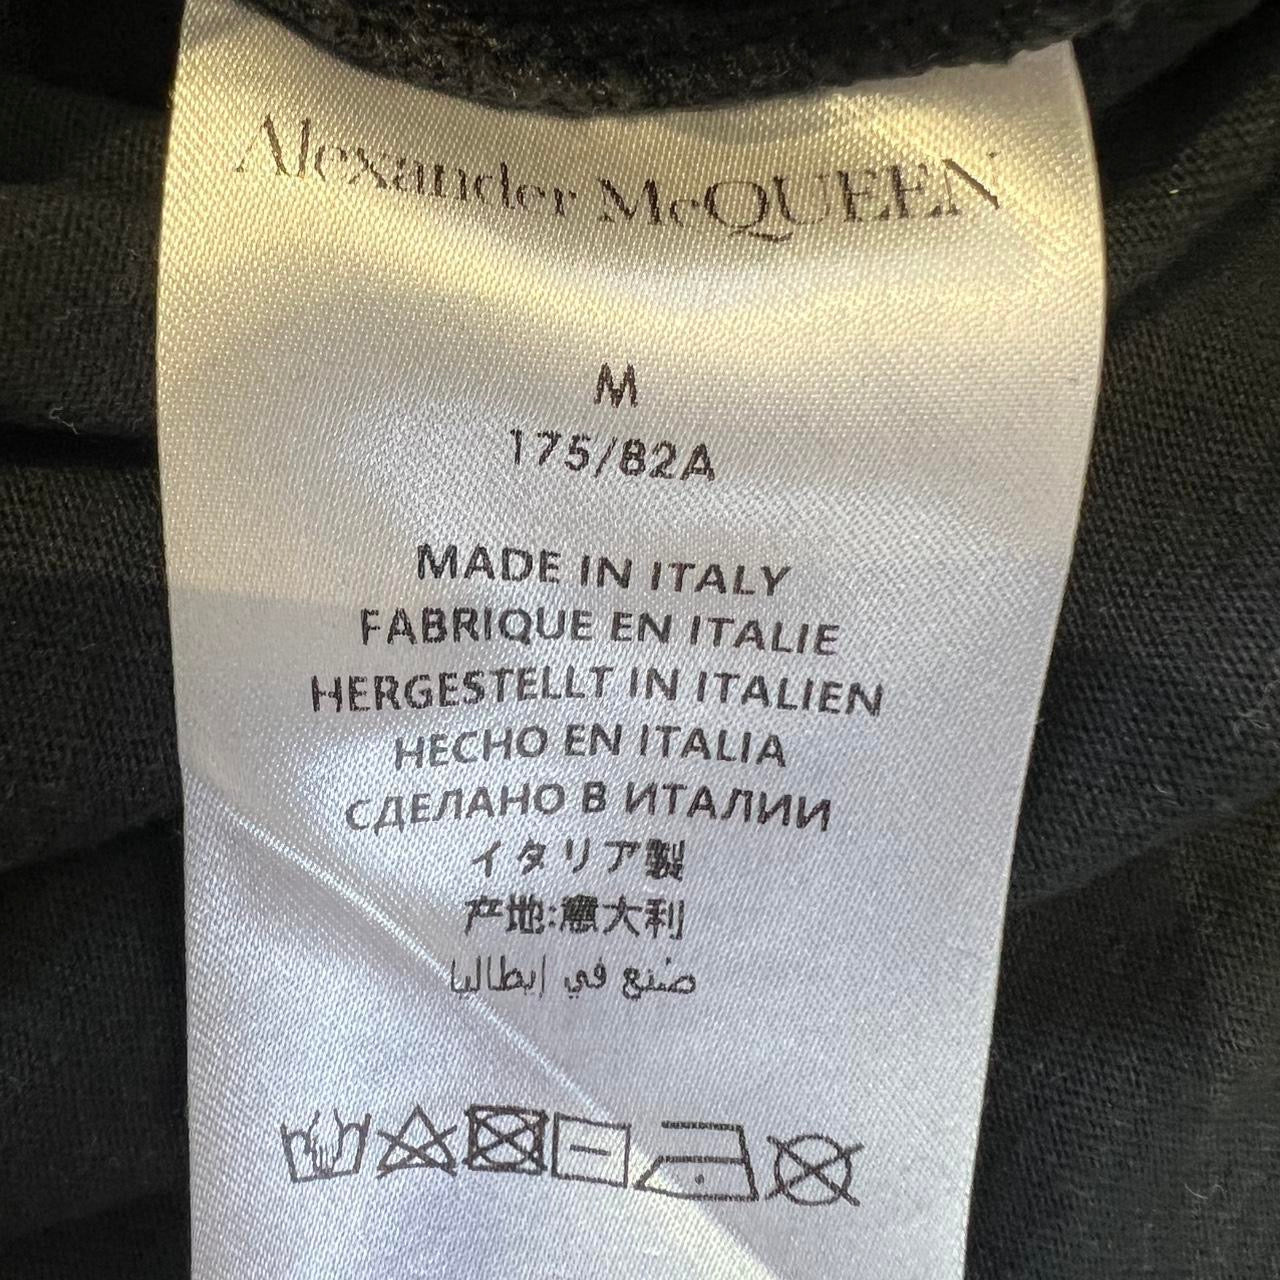 Alexander McQUEEN
M
175/82A
MADE IN ITALY
FABRIQUE EN ITALIE
HERGESTELLT IN ITALIEN
HECHO EN ITALIA
СДЕЛАНО В ИТАЛИИ
イタリア製
产地:意大利
صُنع في إيطاليا